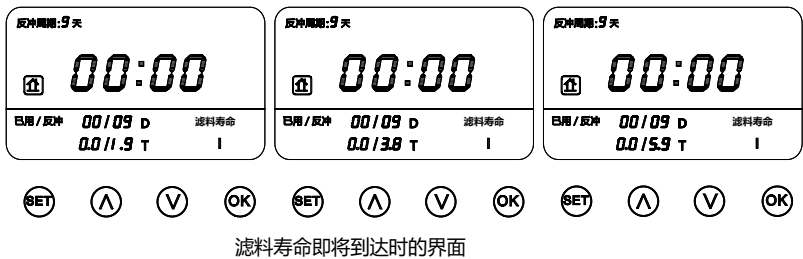 反冲周期:9天 反冲周期:9天 反冲周期:9天
00:00 00:00 00:00
已用/反冲 00/09 D 滤料寿命 已用/反冲 00/09 D 滤料寿命 已用/反冲 00/09 D 滤料寿命
0.0/1.9 T 0.0/3.8 T 0.0/5.9 T
SET OK SET OK SET OK
滤料寿命即将到达时的界面